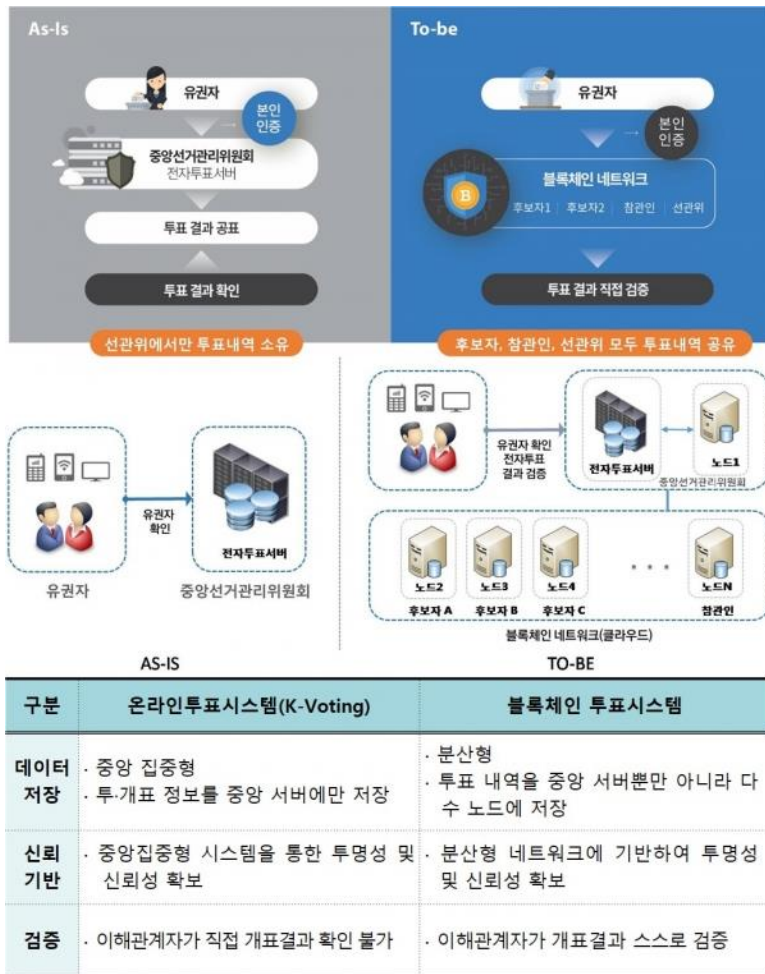 As-Is
유권자
본인
인증
중앙선거관리위원회
전자투표서버
투표 결과 공표
투표 결과 확인
선관위에서만 투표내역 소유
To-be
유권자
본인
인증
블록체인 네트워크
후보자1 후보자2 참관인 선관위
투표 결과 직접 검증
후보자, 참관인, 선관위 모두 투표내역 공유
유권자
확인
전자투표서버
유권자
중앙선거관리위원회
AS-IS
유권자 확인
전자투표
결과 검증
전자투표서버
노드1
중앙선거관리위원회
노드2
노드3
노드4
. . .
노드N
후보자 A
후보자 B
후보자 C
참관인
블록체인 네트워크(클라우드)
TO-BE
구분
온라인투표시스템(K-Voting)
블록체인 투표시스템
데이터
저장
· 중앙 집중형
· 투·개표 정보를 중앙 서버에만 저장
· 분산형
· 투표 내역을 중앙 서버뿐만 아니라 다
수 노드에 저장
신뢰
기반
· 중앙집중형 시스템을 통한 투명성 및
신뢰성 확보
· 분산형 네트워크에 기반하여 투명성
및 신뢰성 확보
검증
· 이해관계자가 직접 개표결과 확인 불가
· 이해관계자가 개표결과 스스로 검증